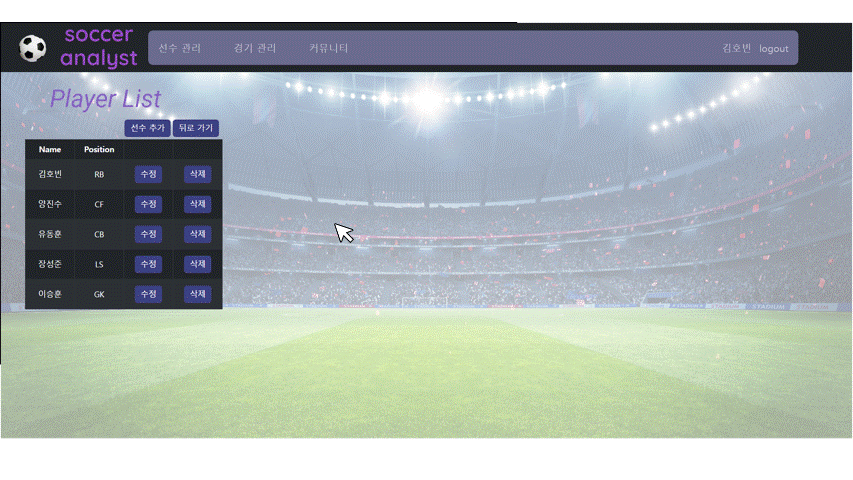 soccer
analyst
선수 관리 경기 관리 커뮤니티 김호빈 logout
Player List
선수 추가 뒤로 가기
Name Position
김호빈 RB 수정 삭제
양진수 CF 수정 삭제
유동훈 CB 수정 삭제
장성준 LS 수정 삭제
이승훈 GK 수정 삭제